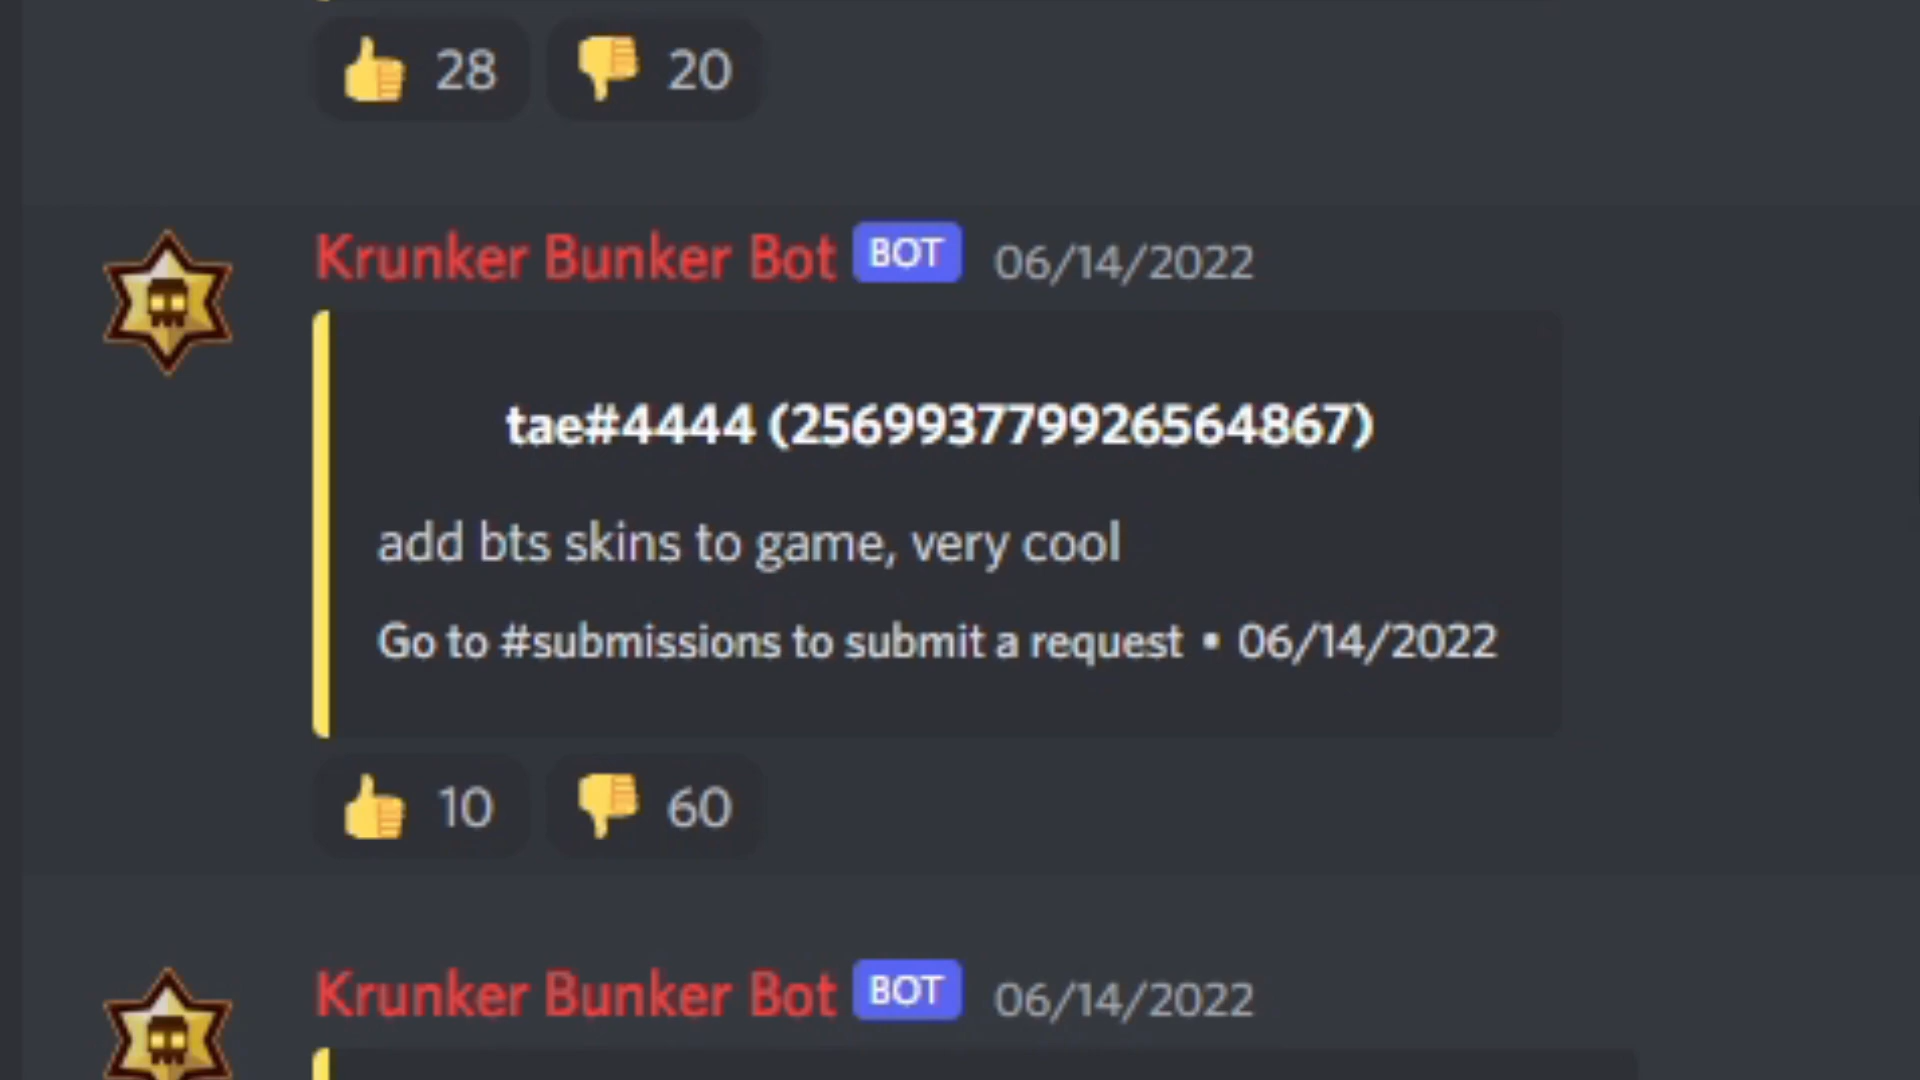 28 20
Krunker Bunker Bot BOT 06/14/2022
tae#4444 (256993779926564867)
add bts skins to game, very cool
Go to #submissions to submit a request • 06/14/2022
10 60
Krunker Bunker Bot BOT 06/14/2022